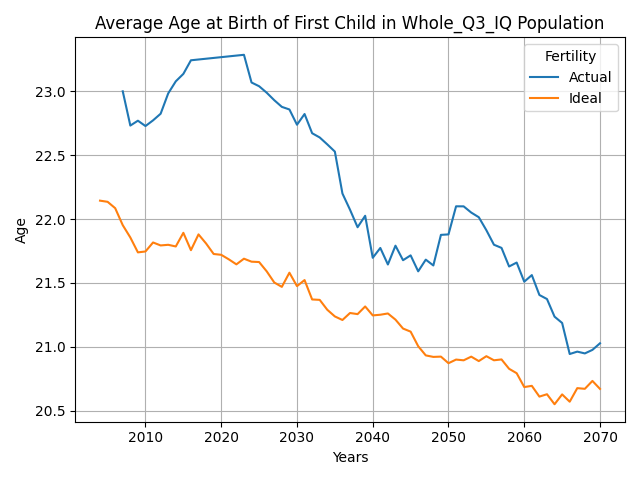 Average Age at Birth of First Child in Whole_Q3_IQ Population
Fertility
Actual
Ideal
Age
23.0
22.5
22.0
21.5
21.0
20.5
2010 2020 2030 2040 2050 2060 2070
Years